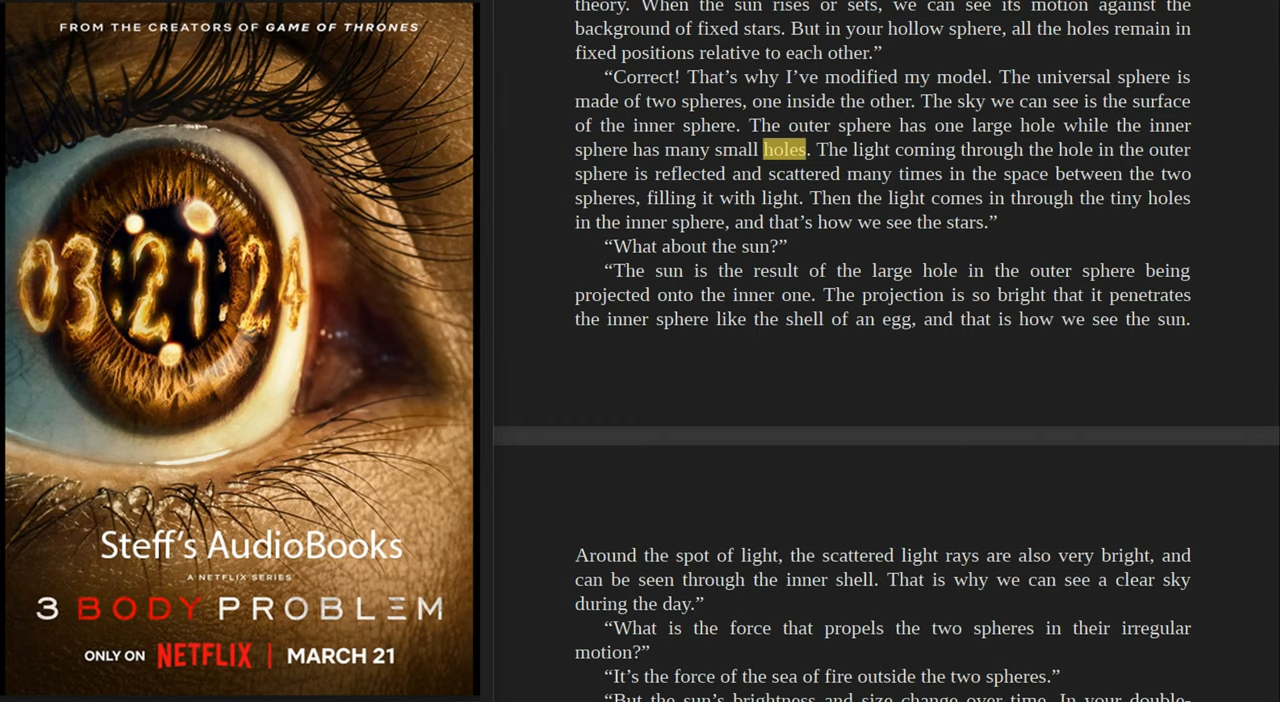 FROM THE CREATORS OF GAME OF THRONES
03:21:24
Steff's AudioBooks
A NETFLIX SERIES
3 BODY PROBLEM
ONLY ON NETFLIX | MARCH 21
theory. When the sun rises or sets, we can see its motion against the
background of fixed stars. But in your hollow sphere, all the holes remain in
fixed positions relative to each other.”
“Correct! That’s why I’ve modified my model. The universal sphere is
made of two spheres, one inside the other. The sky we can see is the surface
of the inner sphere. The outer sphere has one large hole while the inner
sphere has many small holes. The light coming through the hole in the outer
sphere is reflected and scattered many times in the space between the two
spheres, filling it with light. Then the light comes in through the tiny holes
in the inner sphere, and that’s how we see the stars.”
“What about the sun?”
“The sun is the result of the large hole in the outer sphere being
projected onto the inner one. The projection is so bright that it penetrates
the inner sphere like the shell of an egg, and that is how we see the sun.
Around the spot of light, the scattered light rays are also very bright, and
can be seen through the inner shell. That is why we can see a clear sky
during the day.”
“What is the force that propels the two spheres in their irregular
motion?”
“It’s the force of the sea of fire outside the two spheres.”
“But the sun’s brightness and size change over time. In your double-